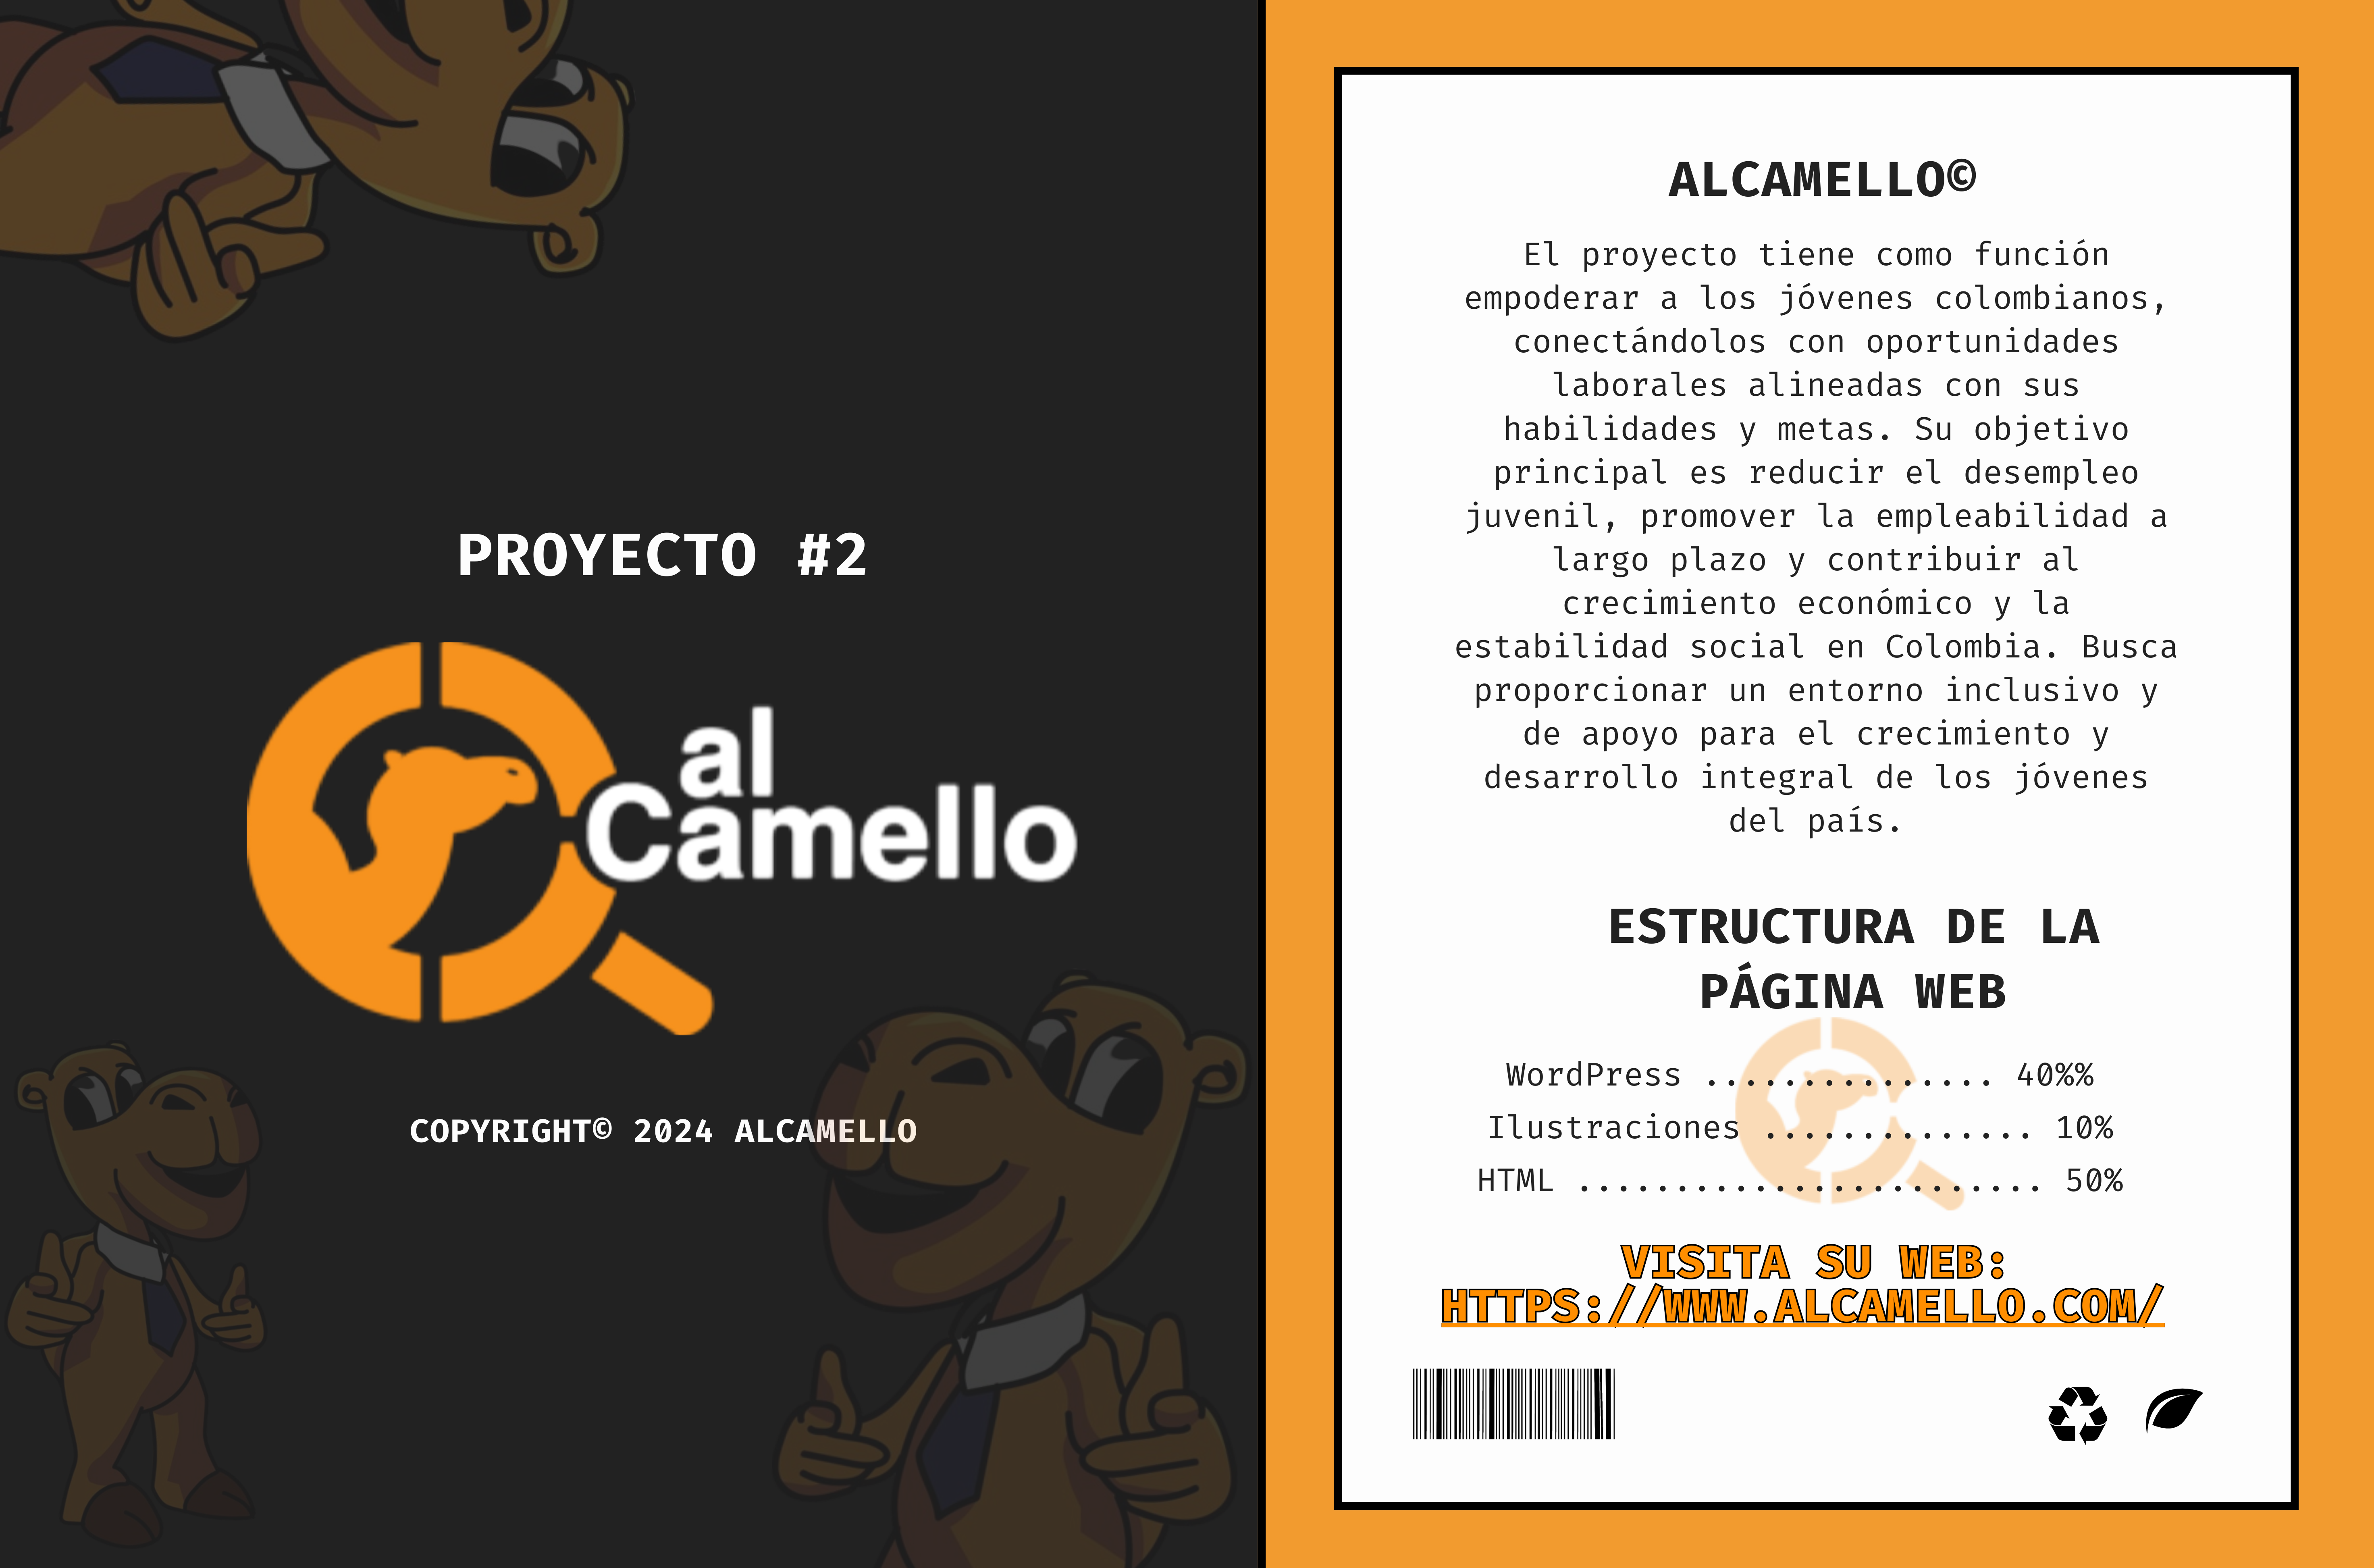 PROYECTO #2
al
Camello
COPYRIGHT© 2024 ALCAMELLO
ALCAMELLO©
El proyecto tiene como función
empoderar a los jóvenes colombianos,
conectándolos con oportunidades
laborales alineadas con sus
habilidades y metas. Su objetivo
principal es reducir el desempleo
juvenil, promover la empleabilidad a
largo plazo y contribuir al
crecimiento económico y la
estabilidad social en Colombia. Busca
proporcionar un entorno inclusivo y
de apoyo para el crecimiento y
desarrollo integral de los jóvenes
del país.
ESTRUCTURA DE LA
PÁGINA WEB
WordPress ............... 40%%
Ilustraciones .............. 10%
HTML ........................ 50%
VISITA SU WEB:
HTTPS://WWW.ALCAMELLO.COM/